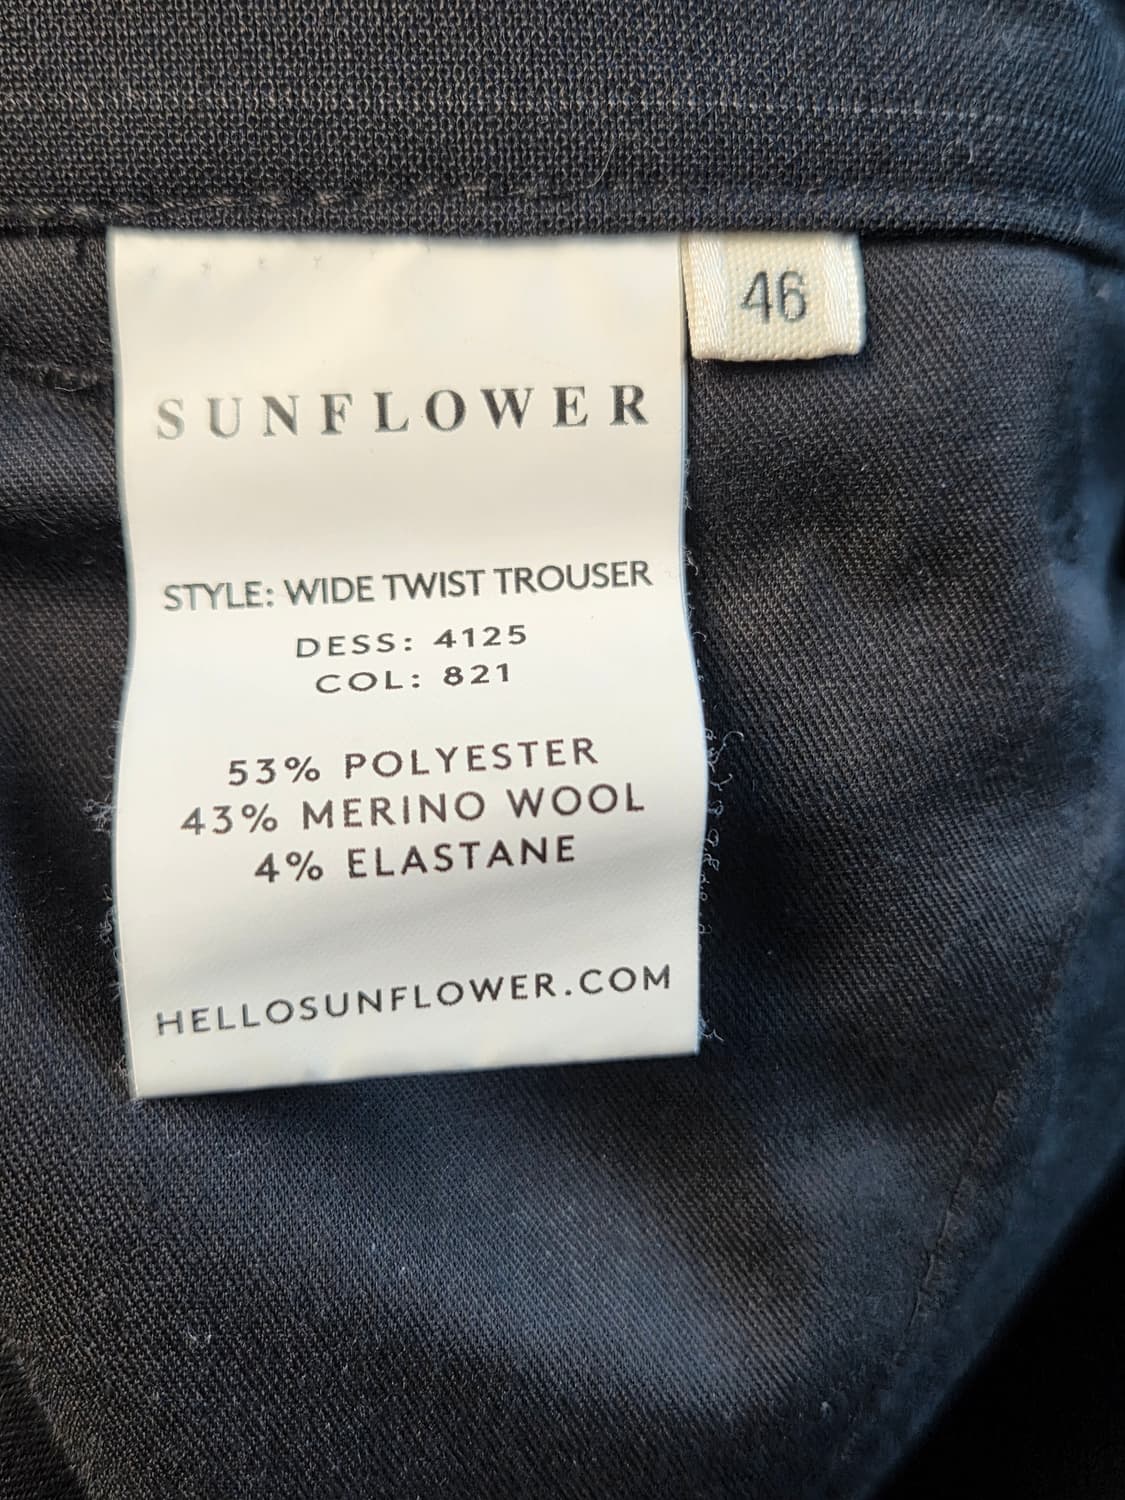 46
SUNFLOWER
STYLE: WIDE TWIST TROUSER
DESS: 4125
COL: 821
53% POLYESTER
43% MERINO WOOL
4% ELASTANE
HELLOSUNFLOWER.COM